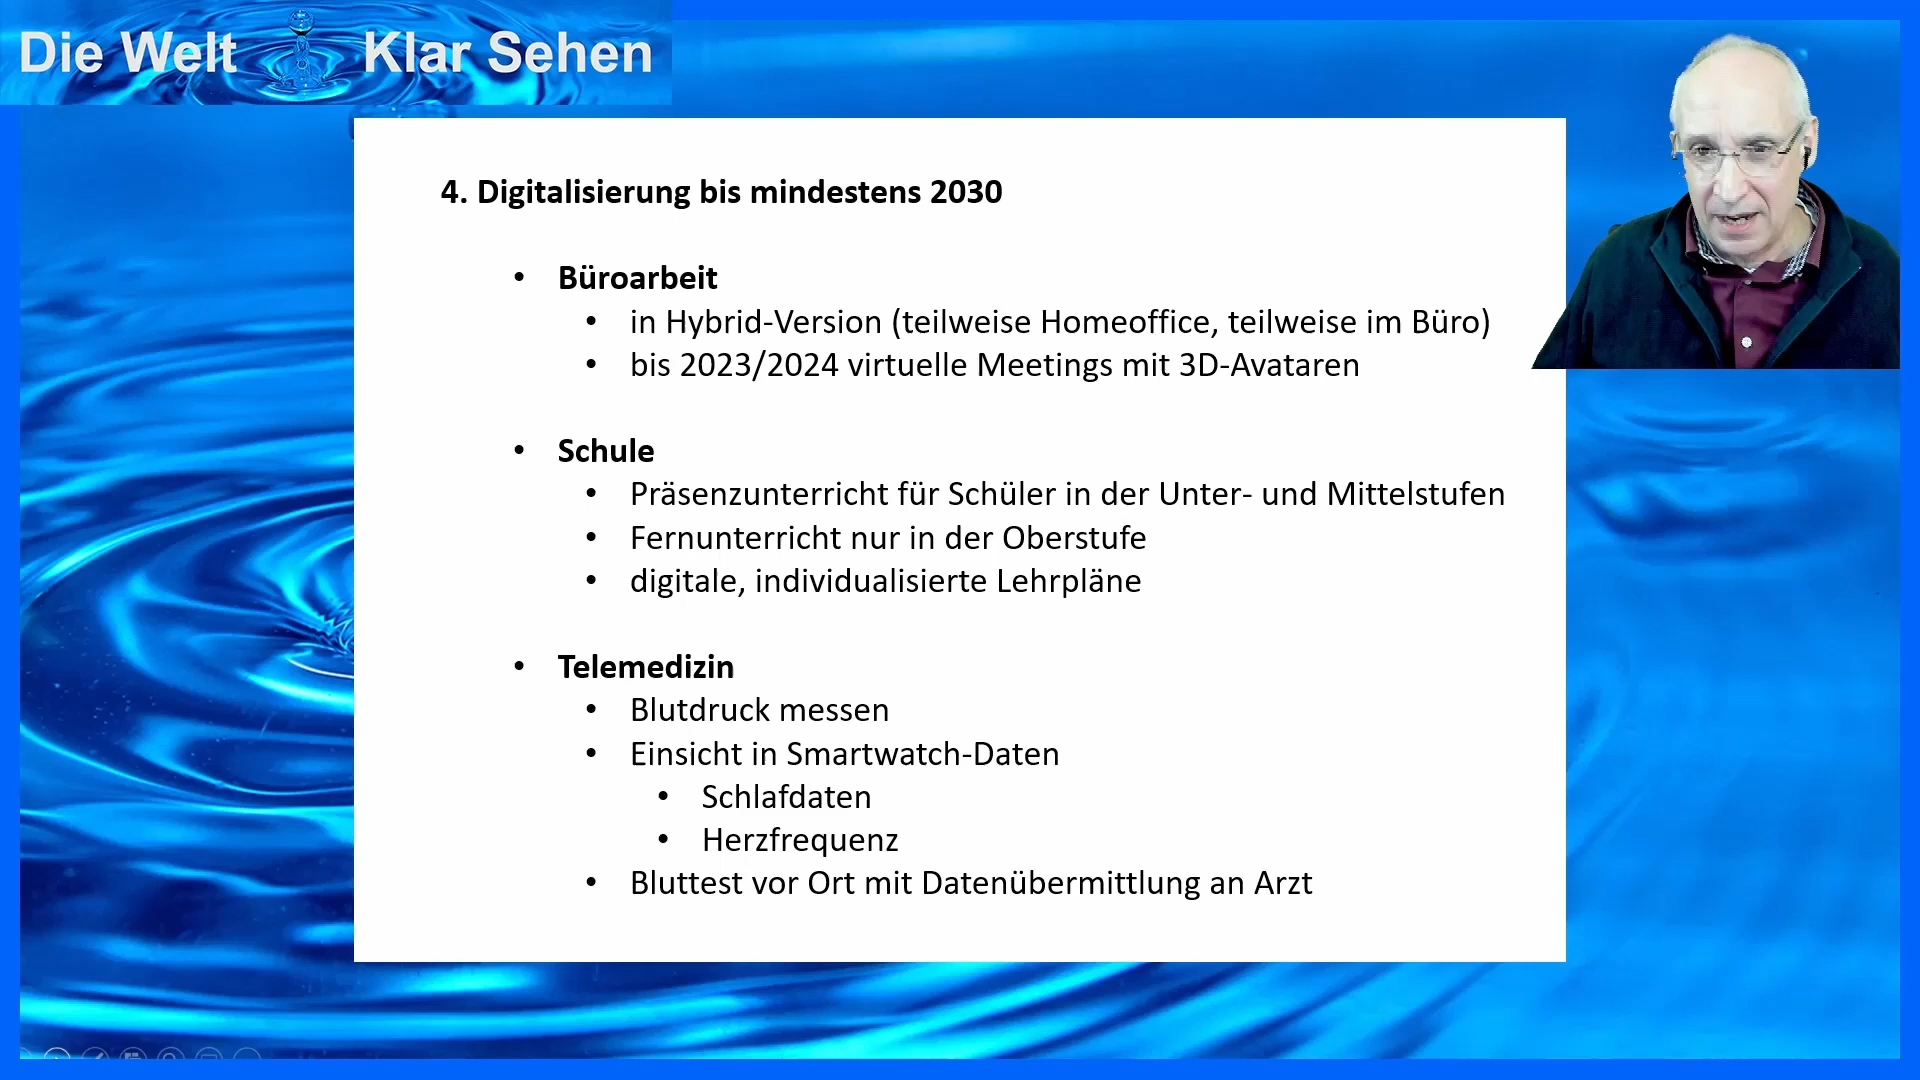 Die Welt Klar Sehen
4. Digitalisierung bis mindestens 2030
• Büroarbeit
• in Hybrid-Version (teilweise Homeoffice, teilweise im Büro)
• bis 2023/2024 virtuelle Meetings mit 3D-Avataren
• Schule
• Präsenzunterricht für Schüler in der Unter- und Mittelstufen
• Fernunterricht nur in der Oberstufe
• digitale, individualisierte Lehrpläne
• Telemedizin
• Blutdruck messen
• Einsicht in Smartwatch-Daten
• Schlafdaten
• Herzfrequenz
• Bluttest vor Ort mit Datenübermittlung an Arzt